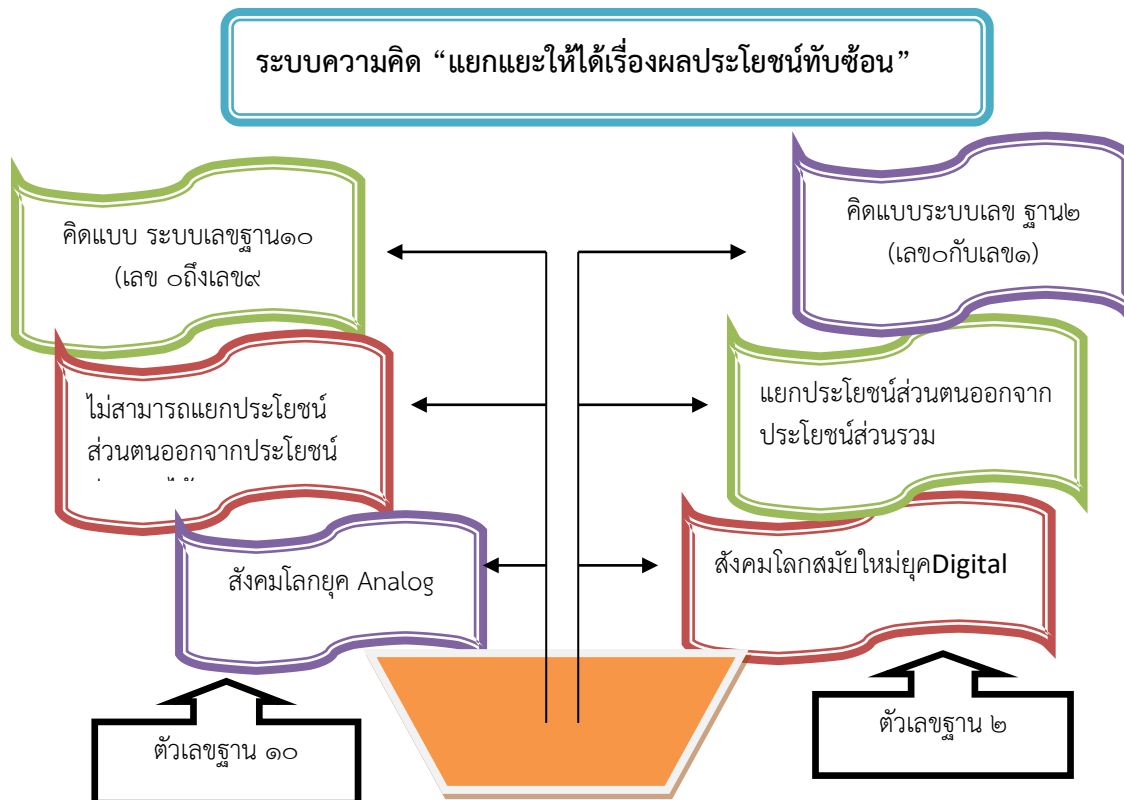 ระบบความคิด “แยกแยะให้ได้เรื่องผลประโยชน์ทับซ้อน”
คิดแบบ ระบบเลขฐาน๑๐
(เลข ๐ถึงเลข๙
ไม่สามารถแยกประโยชน์
ส่วนตนออกจากประโยชน์
สังคมโลกยุค Analog
ตัวเลขฐาน ๑๐
คิดแบบระบบเลข ฐาน๒
(เลข๐กับเลข๑)
แยกประโยชน์ส่วนตนออกจาก
ประโยชน์ส่วนรวม
สังคมโลกสมัยใหม่ยุคDigital
ตัวเลขฐาน ๒